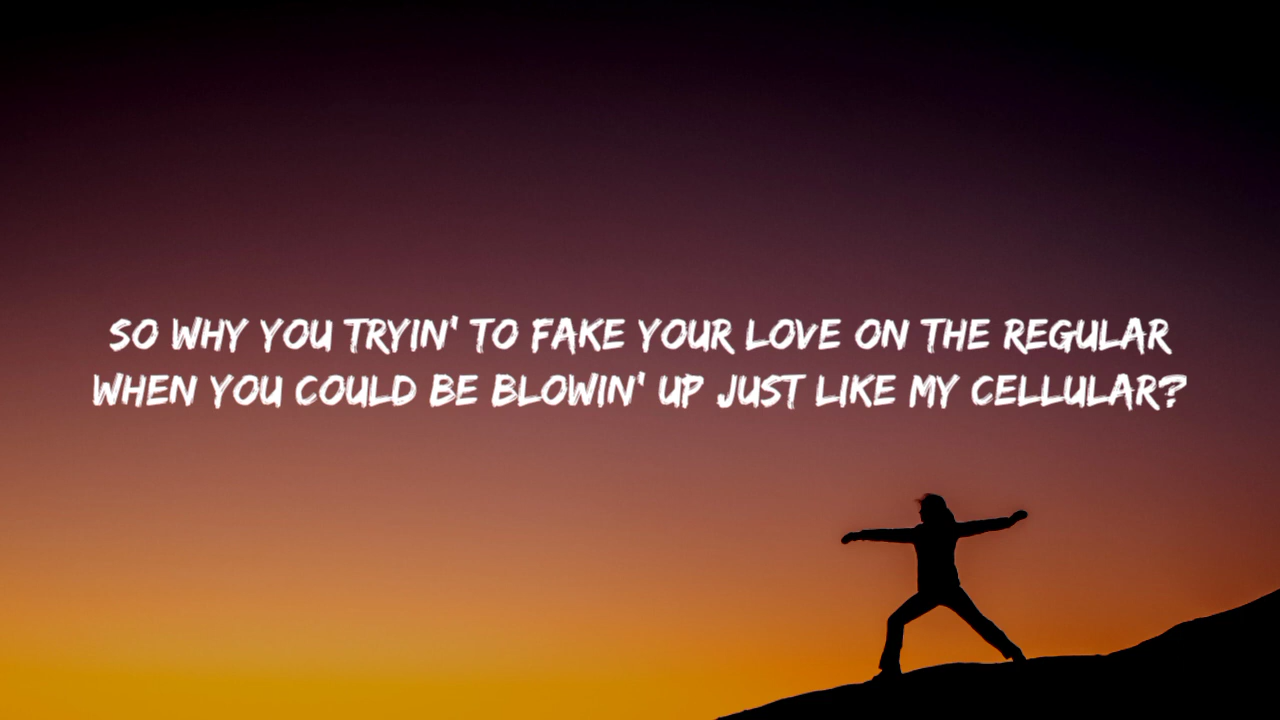 SO WHY YOU TRYIN' TO FAKE YOUR LOVE ON THE REGULAR
WHEN YOU COULD BE BLOWIN' UP JUST LIKE MY CELLULAR?